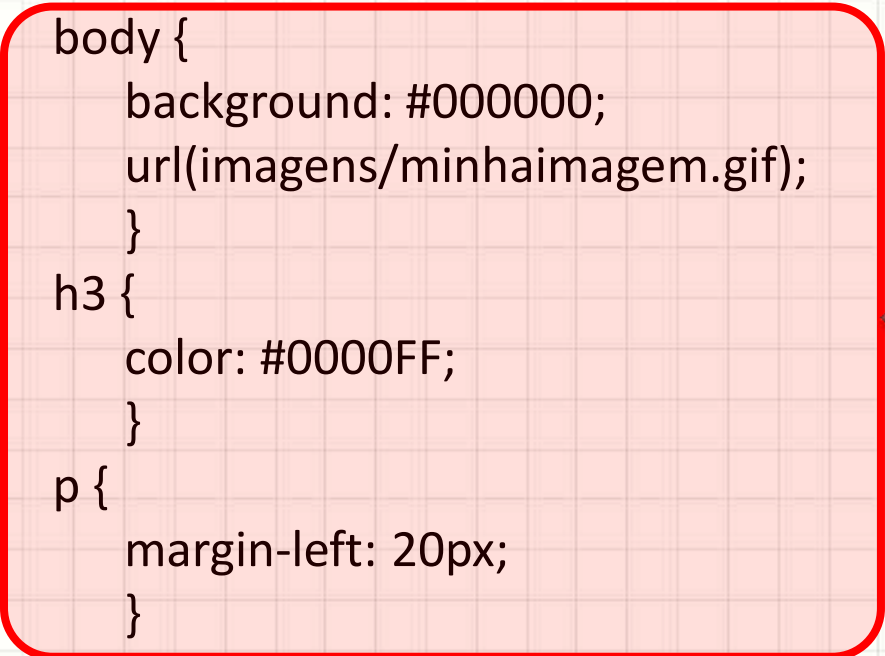 body {
background: #000000;
url(imagens/minhaimagem.gif);
}
h3 {
color: #0000FF;
}
p {
margin-left: 20px;
}